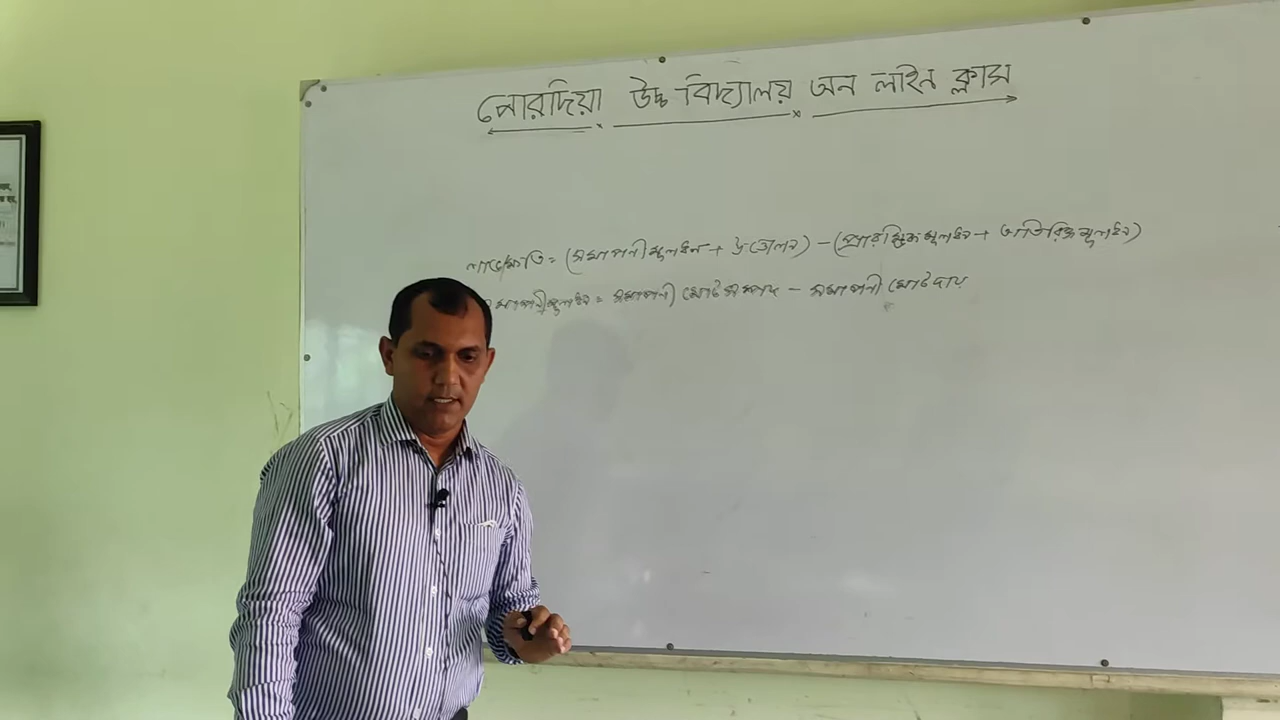 পোরদিয়া উচ্চ বিদ্যালয় অন লাইন ক্লাস
লাভ/ক্ষতি = (সমাপনী মূলধন + উত্তোলন) - (প্রারম্ভিক মূলধন + অতিরিক্ত মূলধন)
সমাপনী মূলধন = সমাপনী মোট সম্পদ - সমাপনী মোট দায়